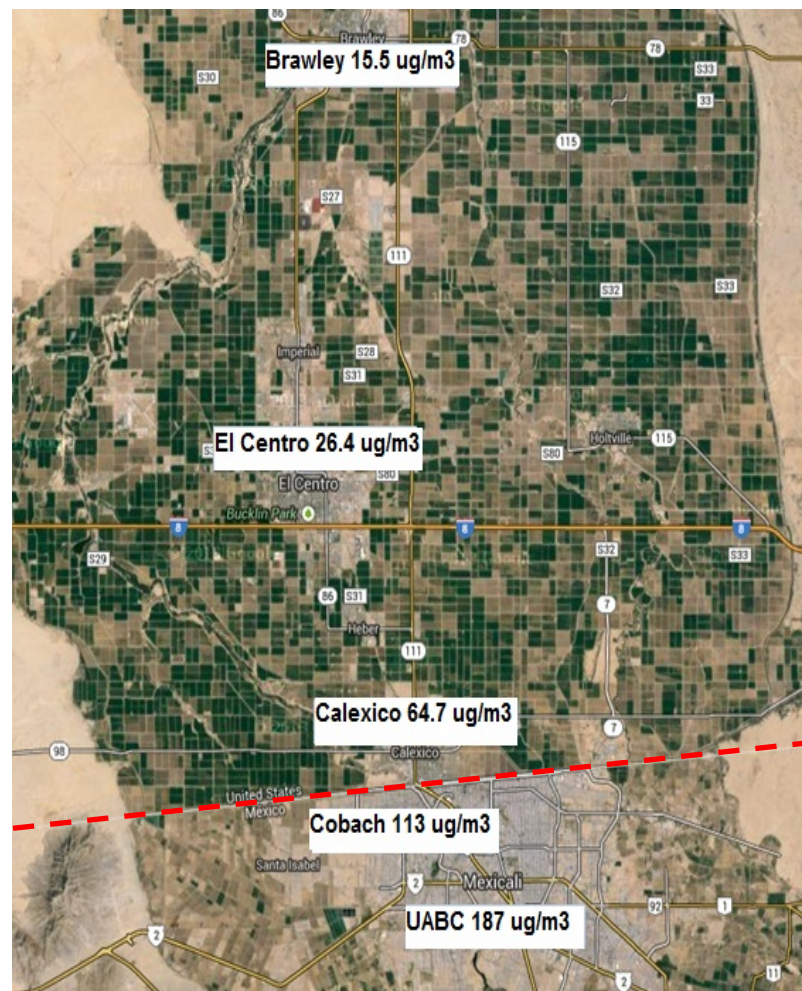 86
Brawley
78
Brawley 15.5 ug/m3
78
S30
S33
33
115
S27
111
S33
S32
Imperial
S28
S31
El Centro 26.4 ug/m3
Holtville
115
S80
S80
El Centro
Bucklin Park
8
8
8
S29
S32
S33
86
S31
7
Heber
111
Calexico 64.7 ug/m3
7
98
Calexico
United States
Mexico
Cobach 113 ug/m3
Santa Isabel
2
Mexicali
92
1
UABC 187 ug/m3
2
2
11